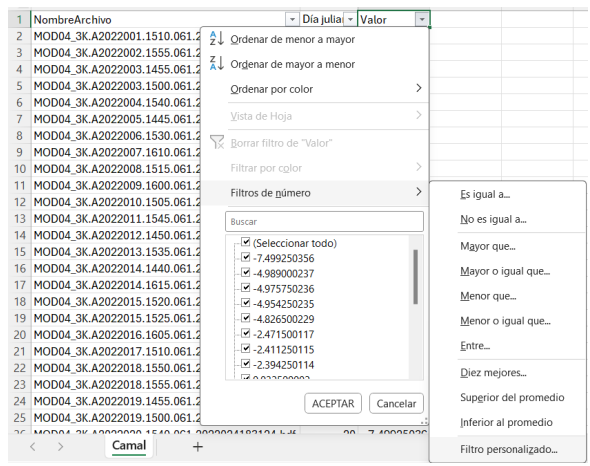 1 NombreArchivo Día julia Valor
2 MOD04_3K.A2022001.1510.061.2
3 MOD04_3K.A2022002.1555.061.2
4 MOD04_3K.A2022003.1455.061.2
5 MOD04_3K.A2022003.1500.061.2
6 MOD04_3K.A2022004.1540.061.2
7 MOD04_3K.A2022005.1445.061.2
8 MOD04_3K.A2022006.1530.061.2
9 MOD04_3K.A2022007.1610.061.2
10 MOD04_3K.A2022008.1515.061.2
11 MOD04_3K.A2022009.1600.061.2
12 MOD04_3K.A2022010.1505.061.2
13 MOD04_3K.A2022011.1545.061.2
14 MOD04_3K.A2022012.1450.061.2
15 MOD04_3K.A2022013.1535.061.2
16 MOD04_3K.A2022014.1440.061.2
17 MOD04_3K.A2022014.1615.061.2
18 MOD04_3K.A2022015.1520.061.2
19 MOD04_3K.A2022015.1525.061.2
20 MOD04_3K.A2022016.1605.061.2
21 MOD04_3K.A2022017.1510.061.2
22 MOD04_3K.A2022018.1550.061.2
23 MOD04_3K.A2022018.1555.061.2
24 MOD04_3K.A2022019.1455.061.2
25 MOD04_3K.A2022019.1500.061.2
Ordenar de menor a mayor
Ordenar de mayor a menor
Ordenar por color
Vista de Hoja
Borrar filtro de "Valor"
Filtrar por color
Filtros de número
Buscar
(Seleccionar todo)
-7.499250356
-4.989000237
-4.975750236
-4.954250235
-4.826500229
-2.471500117
-2.411250115
-2.394250114
ACEPTAR Cancelar
Es igual a...
No es igual a...
Mayor que...
Mayor o igual que...
Menor que...
Menor o igual que...
Entre...
Diez mejores...
Superior del promedio
Inferior al promedio
Filtro personalizado...
Camal